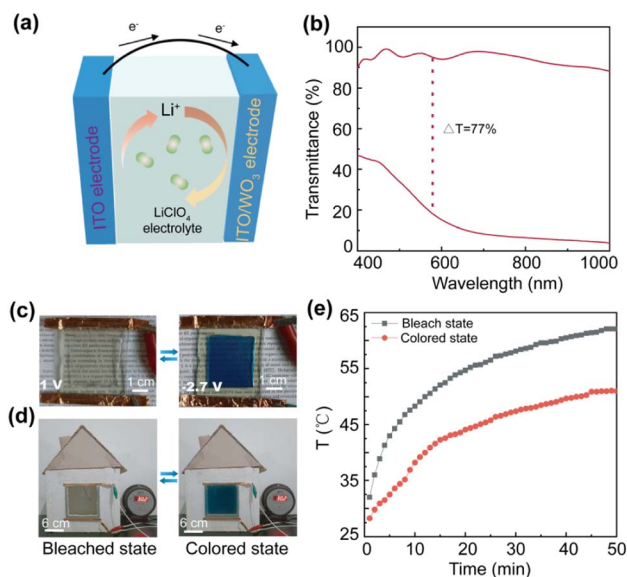 (a)
e⁻
e⁻
ITO electrode
Li⁺
LiClO₄
electrolyte
ITO/WO₃ electrode
(b)
Transmittance (%)
100
80
60
40
20
0
△T=77%
400
600
800
1000
Wavelength (nm)
(c)
1 V
1 cm
-2.7 V
1 cm
(d)
6 cm
6 cm
Bleached state
Colored state
(e)
T (℃)
65
55
45
35
25
Bleach state
Colored state
0
10
20
30
40
50
Time (min)